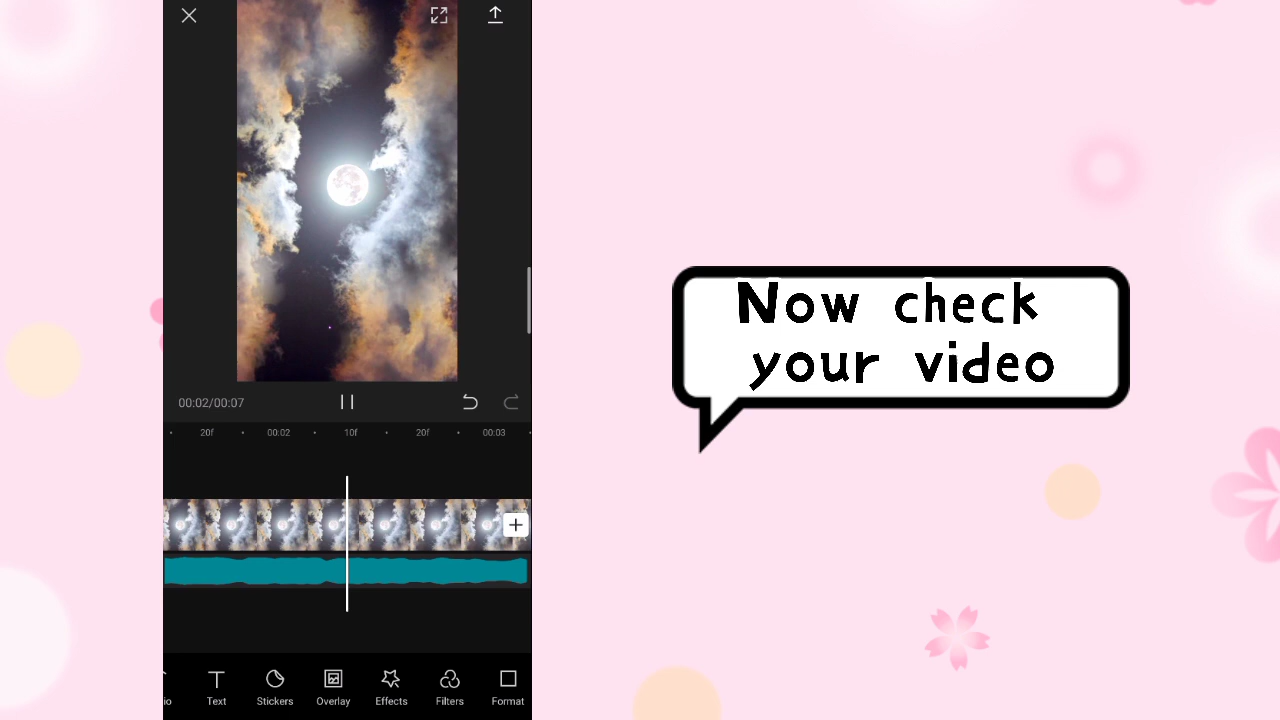 00:02/00:07
20f 00:02 10f 20f 00:03
io Text Stickers Overlay Effects Filters Format
Now check
your video